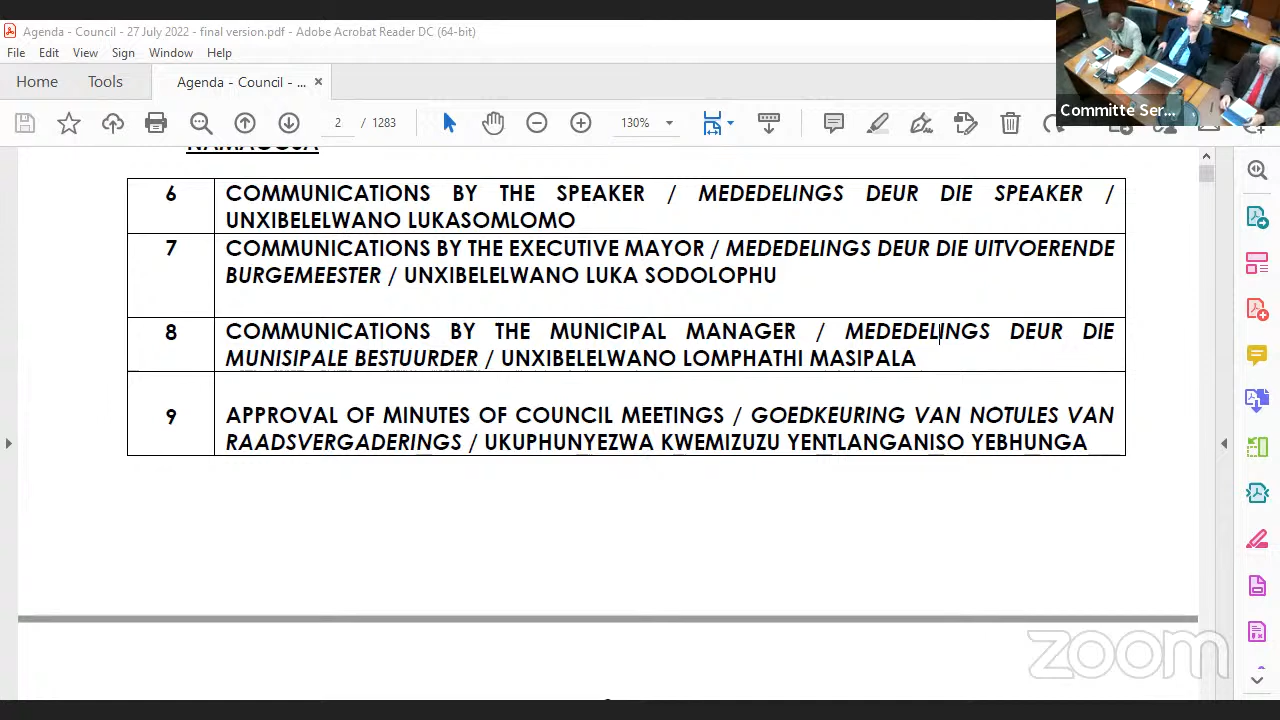 Agenda - Council - 27 July 2022 - final version.pdf - Adobe Acrobat Reader DC (64-bit)
File Edit View Sign Window Help
Home Tools Agenda - Council - ... ×
2 / 1283 130%
Committe Ser...
6 COMMUNICATIONS BY THE SPEAKER / MEDEDELINGS DEUR DIE SPEAKER /
UNXIBELELWANO LUKASOMLOMO
7 COMMUNICATIONS BY THE EXECUTIVE MAYOR / MEDEDELINGS DEUR DIE UITVOERENDE
BURGEMEESTER / UNXIBELELWANO LUKA SODOLOPHU
8 COMMUNICATIONS BY THE MUNICIPAL MANAGER / MEDEDELINGS DEUR DIE
MUNISIPALE BESTUURDER / UNXIBELELWANO LOMPHATHI MASIPALA
9 APPROVAL OF MINUTES OF COUNCIL MEETINGS / GOEDKEURING VAN NOTULES VAN
RAADSVERGADERINGS / UKUPHUNYEZWA KWEMIZUZU YENTLANGANISO YEBHUNGA
zoom